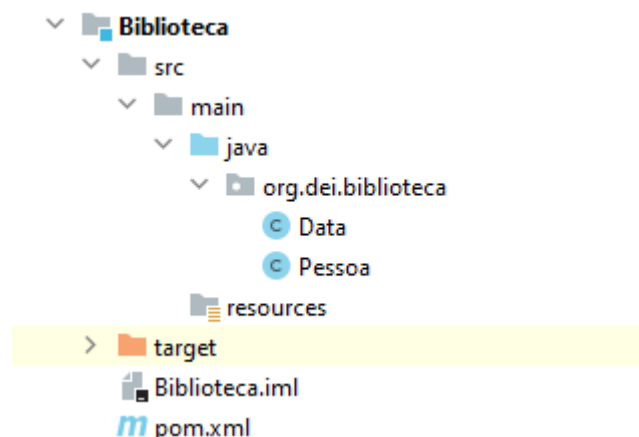 Biblioteca
src
main
java
org.dei.biblioteca
C Data
C Pessoa
resources
target
Biblioteca.iml
m pom.xml